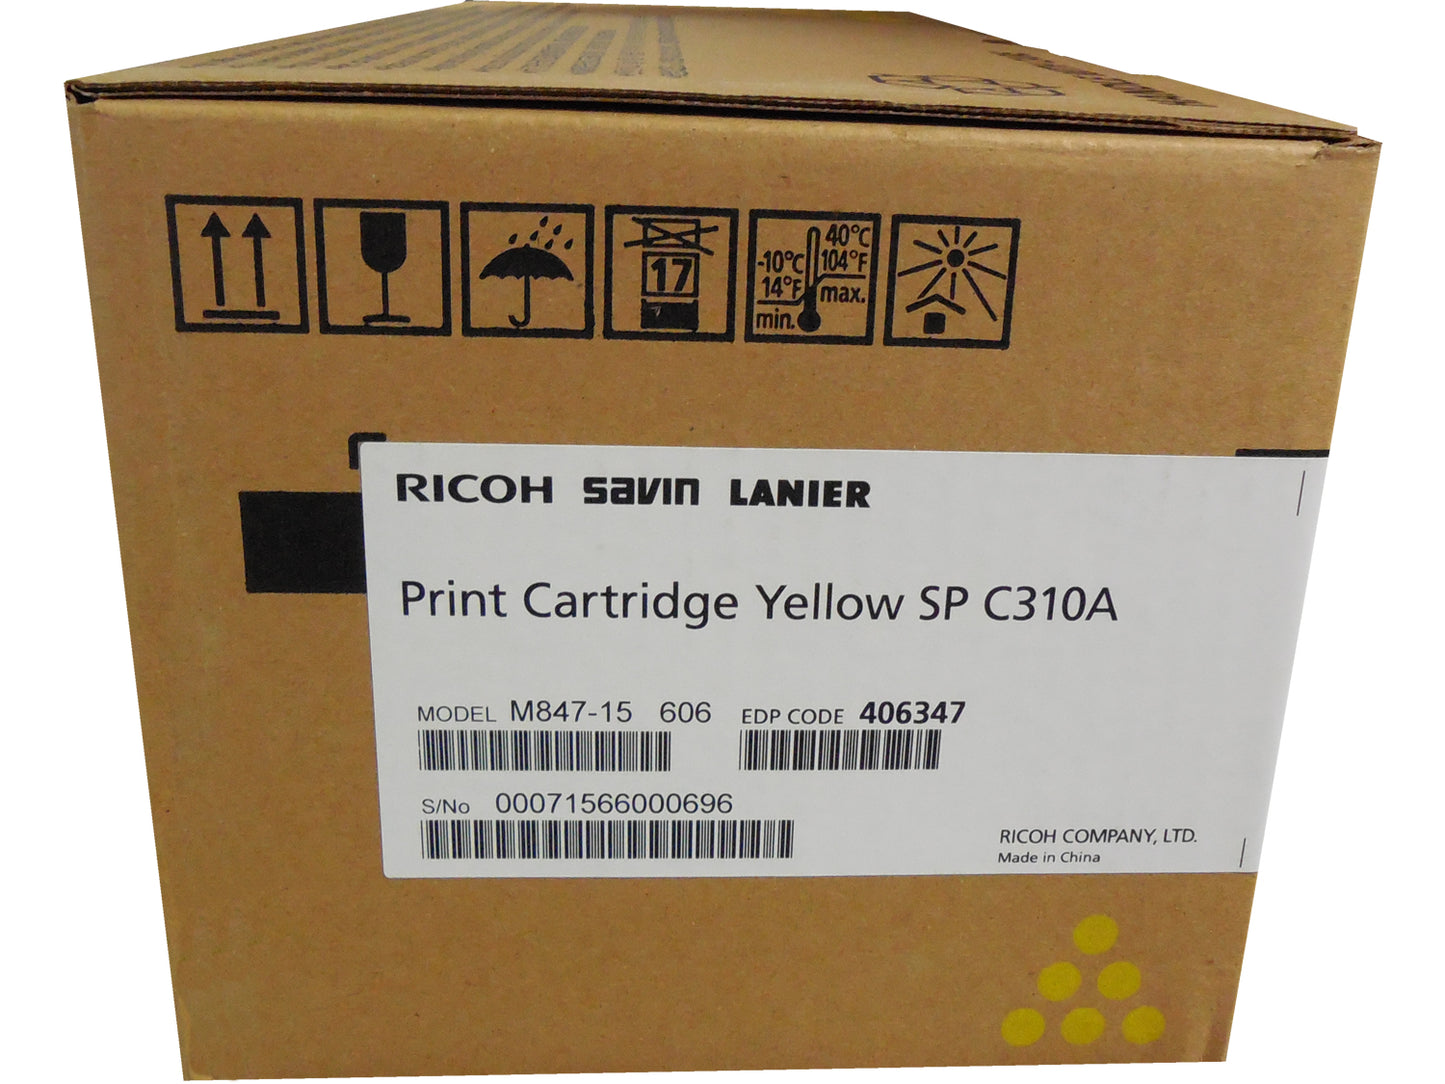 40°C
-10°C 104°F
14°F max.
min.
17
RICOH savin LANIER
Print Cartridge Yellow SP C310A
MODEL M847-15 606 EDP CODE 406347
S/No 00071566000696
RICOH COMPANY, LTD.
Made in China